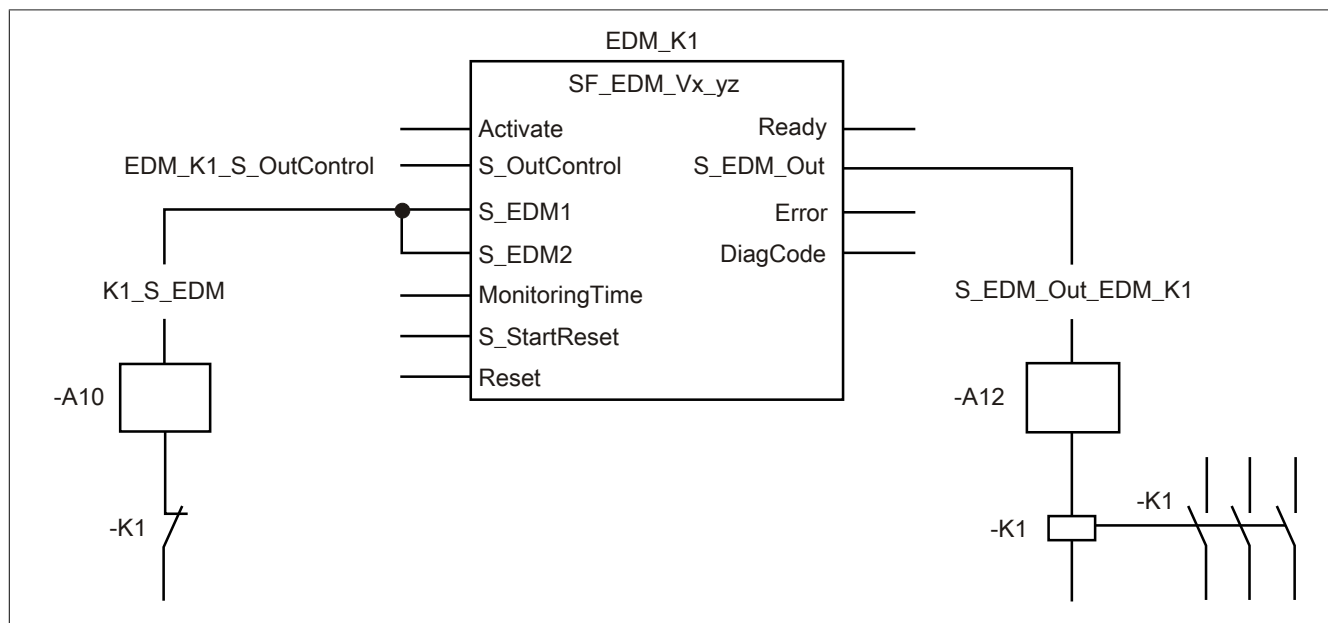 EDM_K1
SF_EDM_Vx_yz
Activate Ready
EDM_K1_S_OutControl S_OutControl S_EDM_Out
S_EDM1 Error
S_EDM2 DiagCode
K1_S_EDM MonitoringTime S_EDM_Out_EDM_K1
S_StartReset
Reset
-A10 -A12
-K1 -K1 -K1